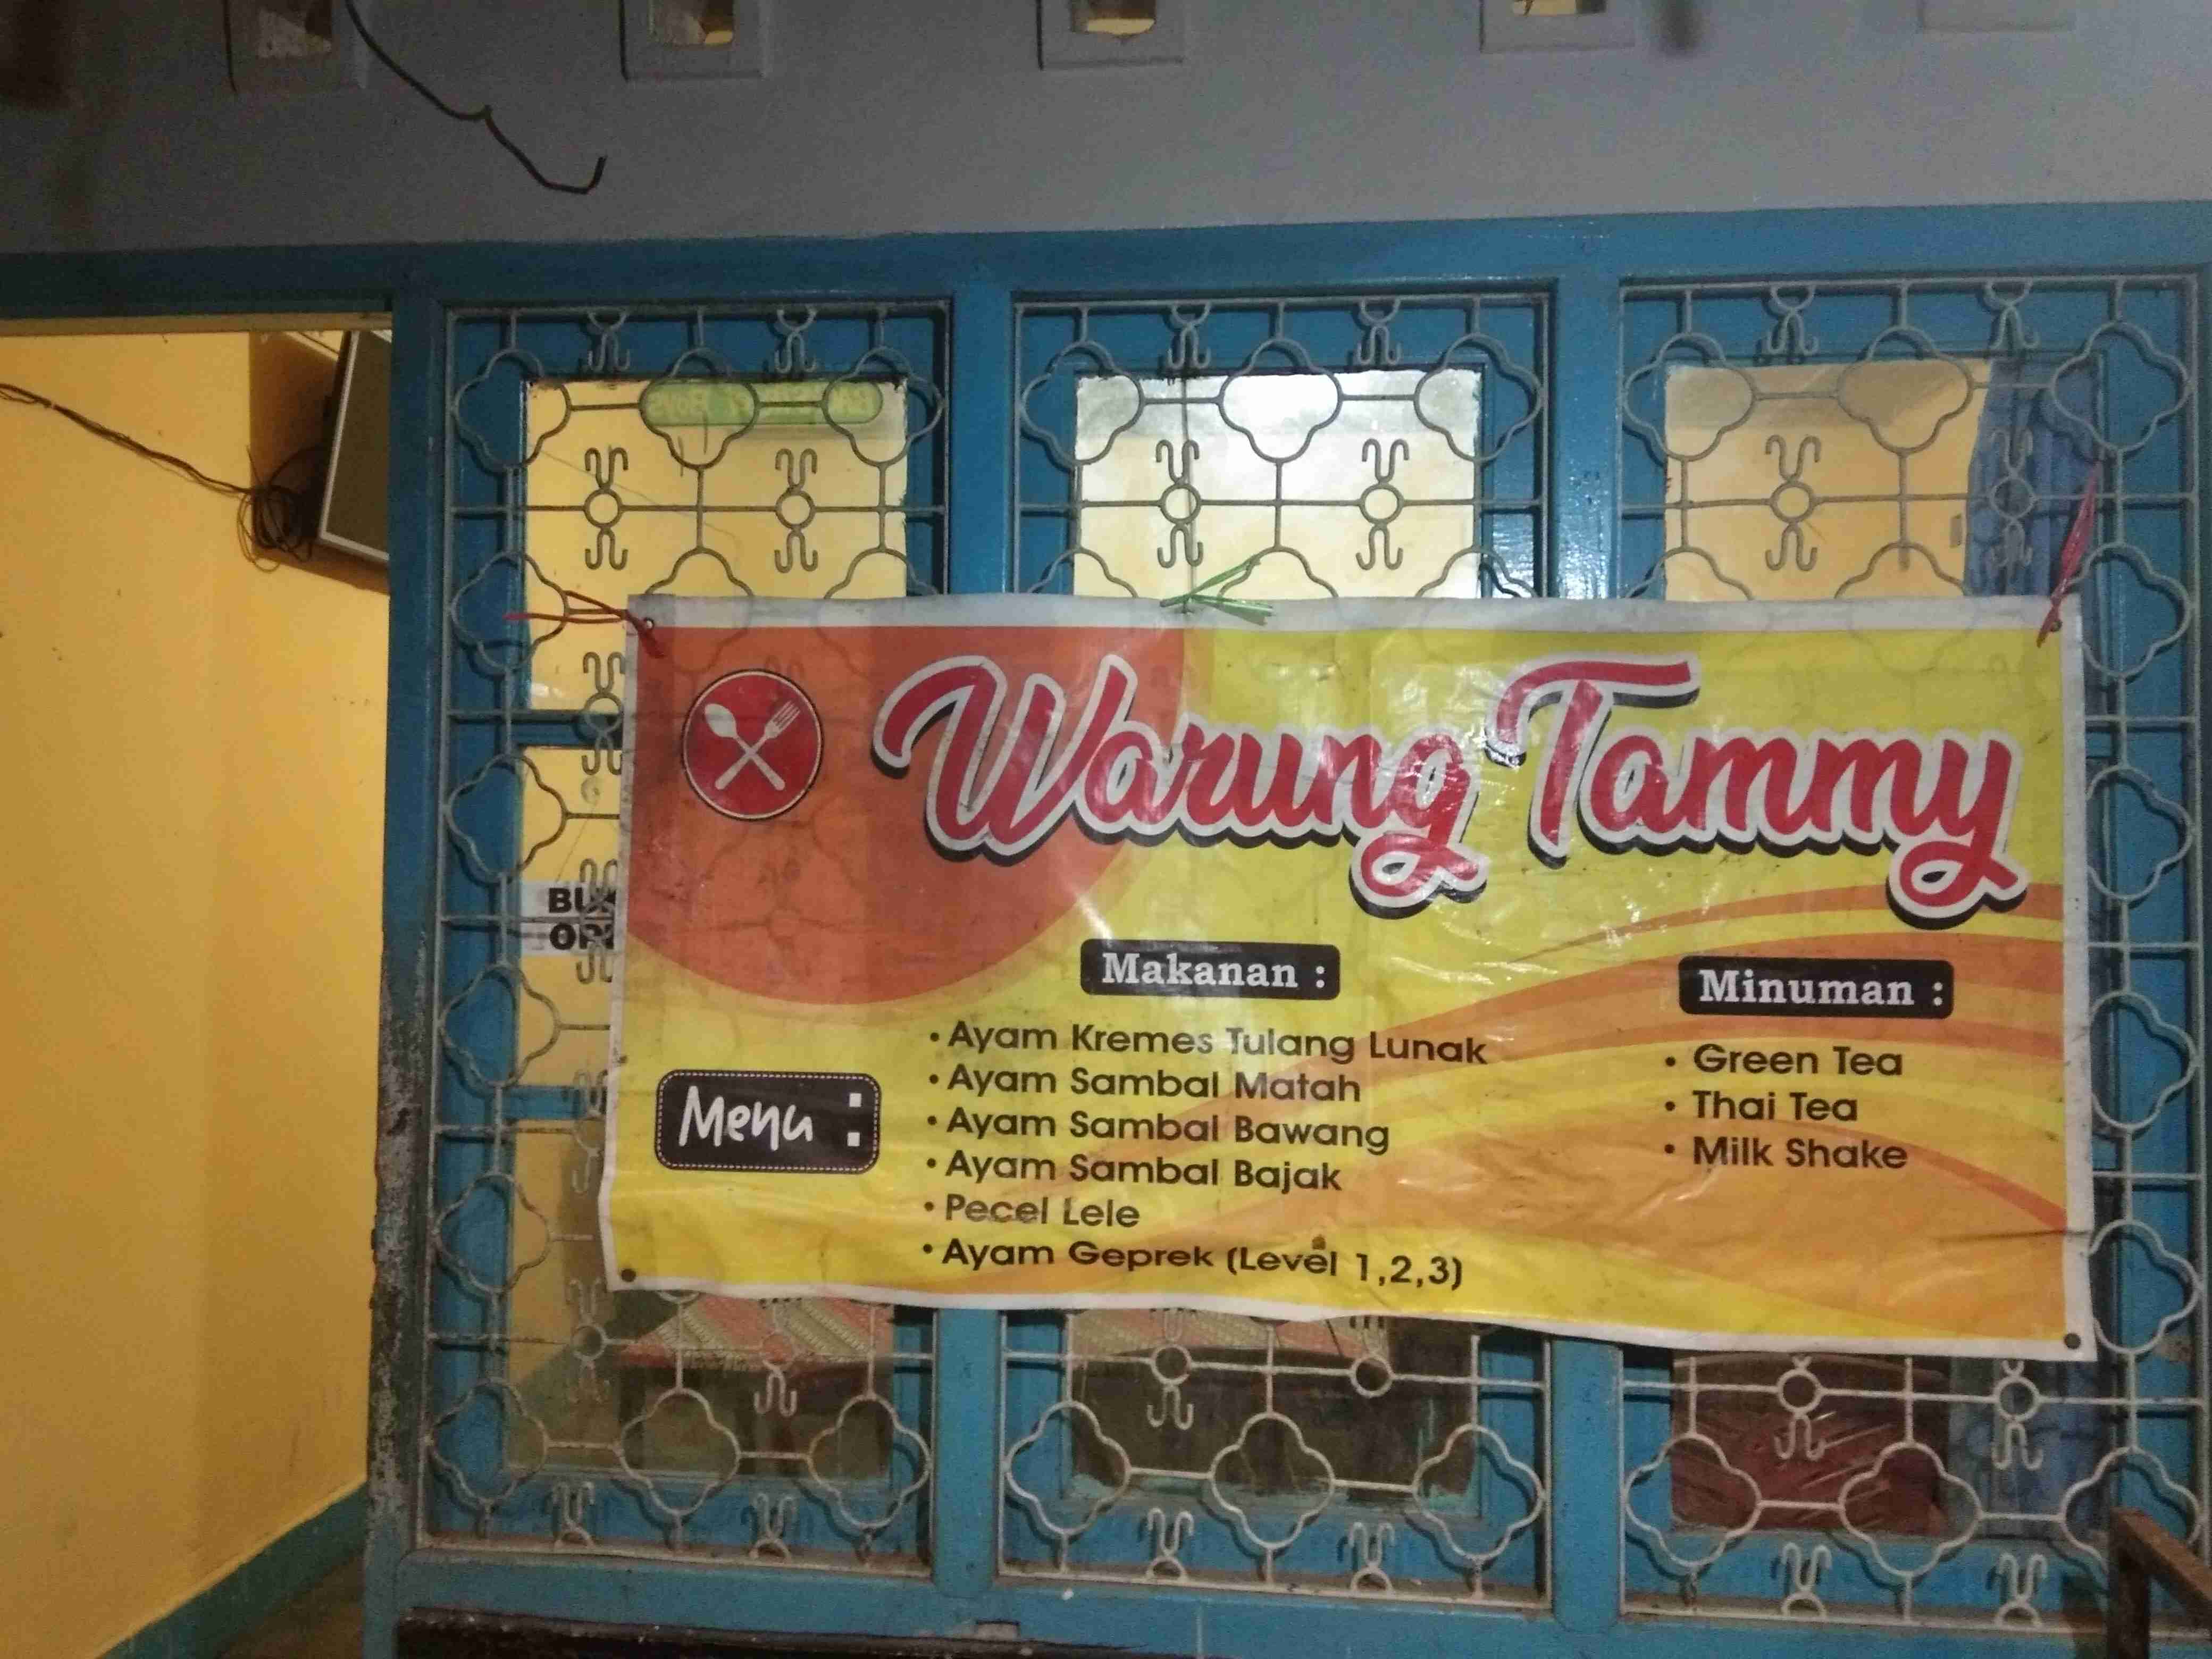 Warung Tammy
Makanan :
Ayam Kremes Tulang Lunak
Ayam Sambal Matah
Ayam Sambal Bawang
Ayam Sambal Bajak
Pecel Lele
Ayam Geprek (Level 1,2,3)
Minuman :
Green Tea
Thai Tea
Milk Shake
Menu :